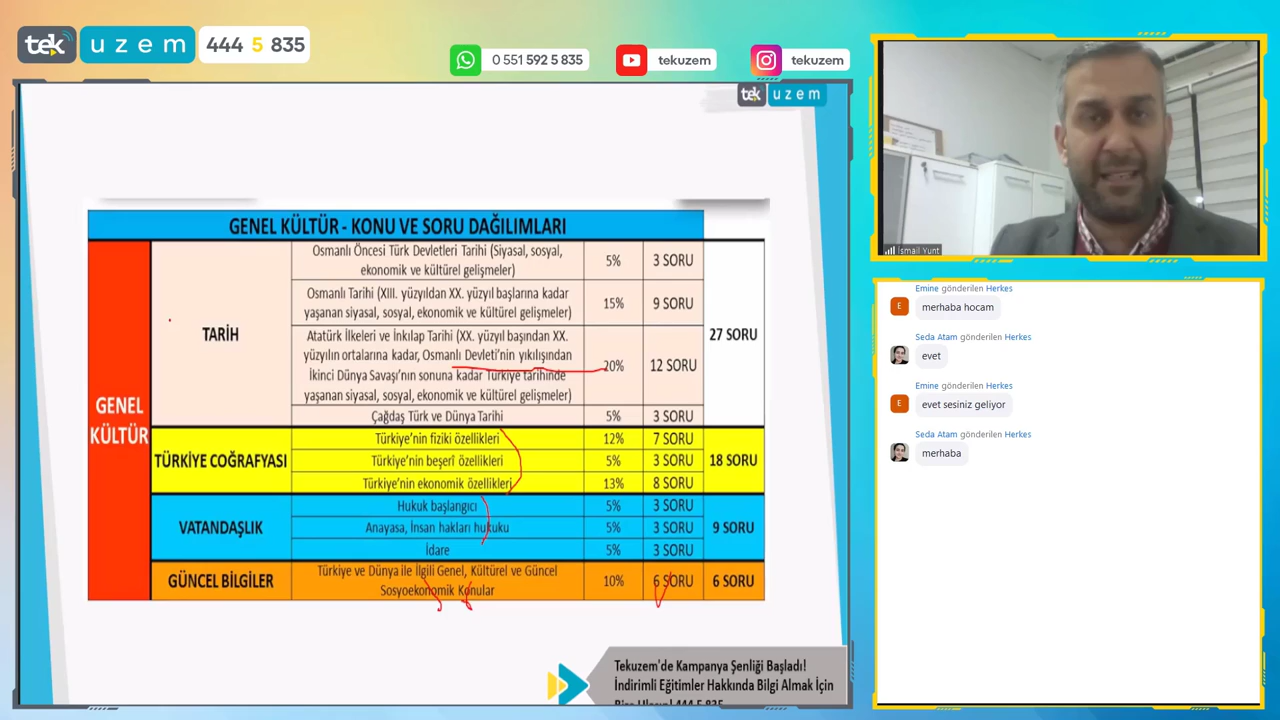 tek uzem 444 5 835
0 551 592 5 835 tekuzem tekuzem
tek uzem
GENEL KÜLTÜR - KONU VE SORU DAĞILIMLARI
GENEL KÜLTÜR
TARİH
Osmanlı Öncesi Türk Devletleri Tarihi (Siyasal, sosyal,
ekonomik ve kültürel gelişmeler)
5% 3 SORU
Osmanlı Tarihi (XIII. yüzyıldan XX. yüzyıl başlarına kadar
yaşanan siyasal, sosyal, ekonomik ve kültürel gelişmeler)
15% 9 SORU
Atatürk İlkeleri ve İnkılap Tarihi (XX. yüzyıl başından XX.
yüzyılın ortalarına kadar, Osmanlı Devleti'nin yıkılışından
İkinci Dünya Savaşı'nın sonuna kadar Türkiye tarihinde
yaşanan siyasal, sosyal, ekonomik ve kültürel gelişmeler)
20% 12 SORU
Çağdaş Türk ve Dünya Tarihi 5% 3 SORU
27 SORU
TÜRKİYE COĞRAFYASI
Türkiye'nin fiziki özellikleri 12% 7 SORU
Türkiye'nin beşerî özellikleri 5% 3 SORU
Türkiye'nin ekonomik özellikleri 13% 8 SORU
18 SORU
VATANDAŞLIK
Hukuk başlangıcı 5% 3 SORU
Anayasa, İnsan hakları hukuku 5% 3 SORU
İdare 5% 3 SORU
9 SORU
GÜNCEL BİLGİLER
Türkiye ve Dünya ile İlgili Genel, Kültürel ve Güncel
Sosyoekonomik Konular
10% 6 SORU 6 SORU
Tekuzem'de Kampanya Şenliği Başladı!
İndirimli Eğitimler Hakkında Bilgi Almak İçin
Bize Ulaşın! 444 5 835
İsmail Yunt
Emine gönderilen Herkes
E merhaba hocam
Seda Atam gönderilen Herkes
evet
Emine gönderilen Herkes
E evet sesiniz geliyor
Seda Atam gönderilen Herkes
merhaba